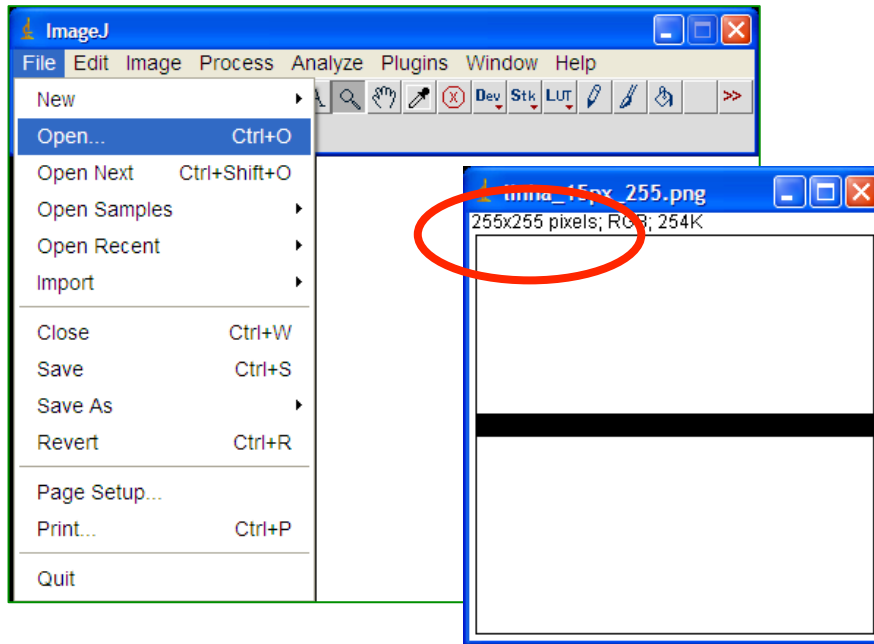 ImageJ
File Edit Image Process Analyze Plugins Window Help
Dev Stk LUT >>
New
Open... Ctrl+O
Open Next Ctrl+Shift+O
Open Samples
Open Recent
Import
Close Ctrl+W
Save Ctrl+S
Save As
Revert Ctrl+R
Page Setup...
Print... Ctrl+P
Quit
linha_15px_255.png
255x255 pixels; RGB; 254K